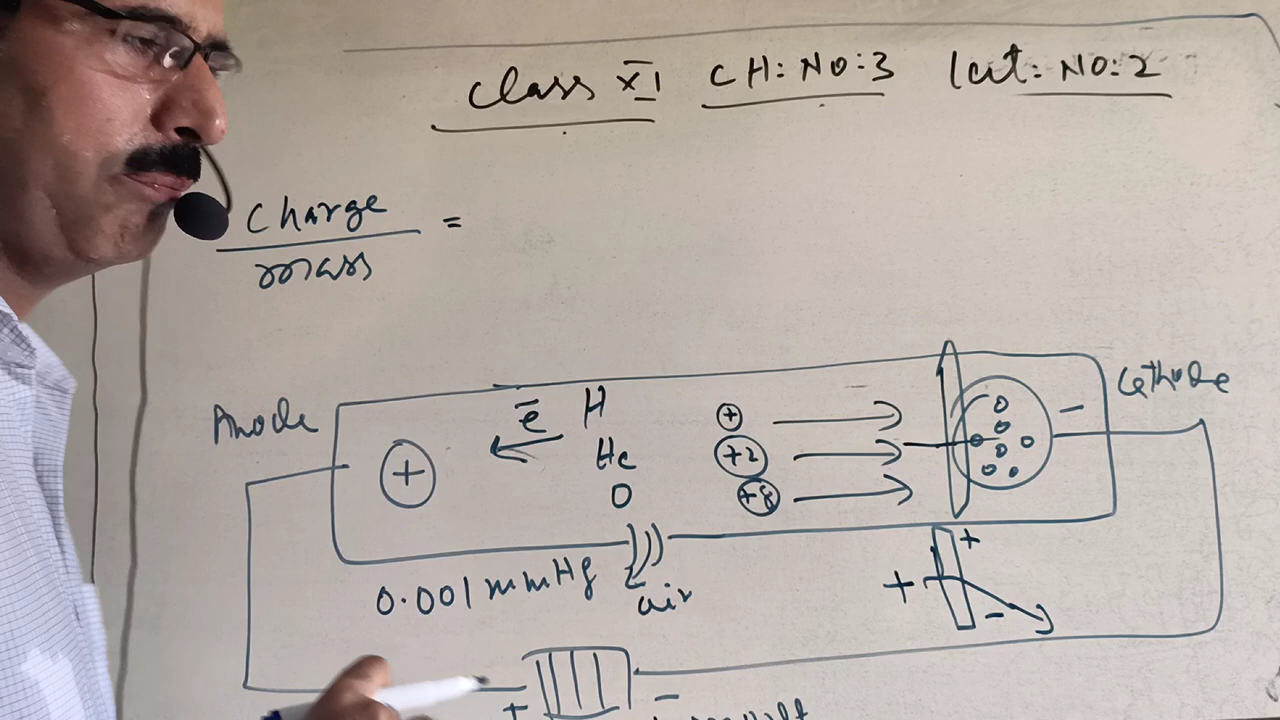 class XI CH: NO: 3 Lect: NO: 2
Charge
mass
=
Anode
Cathode
+
e
H
He
O
+
+2
+8
-
0.001 mmHg
air
+
+
-
+
-